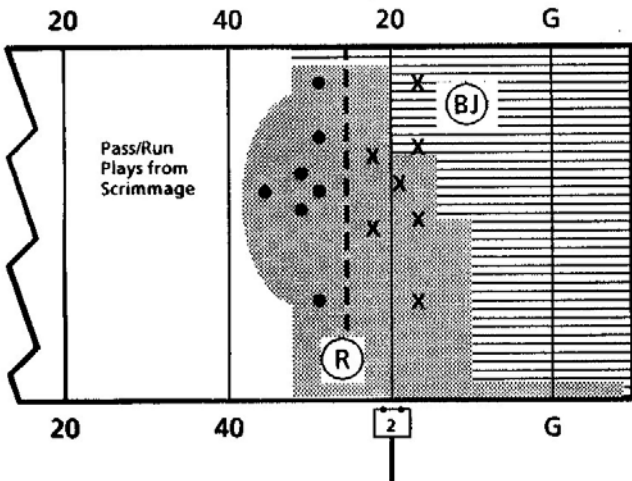 20 40 20 G
BJ
Pass/Run
Plays from
Scrimmage
X
X
X
X
X
X
X
R
20 40 2 G